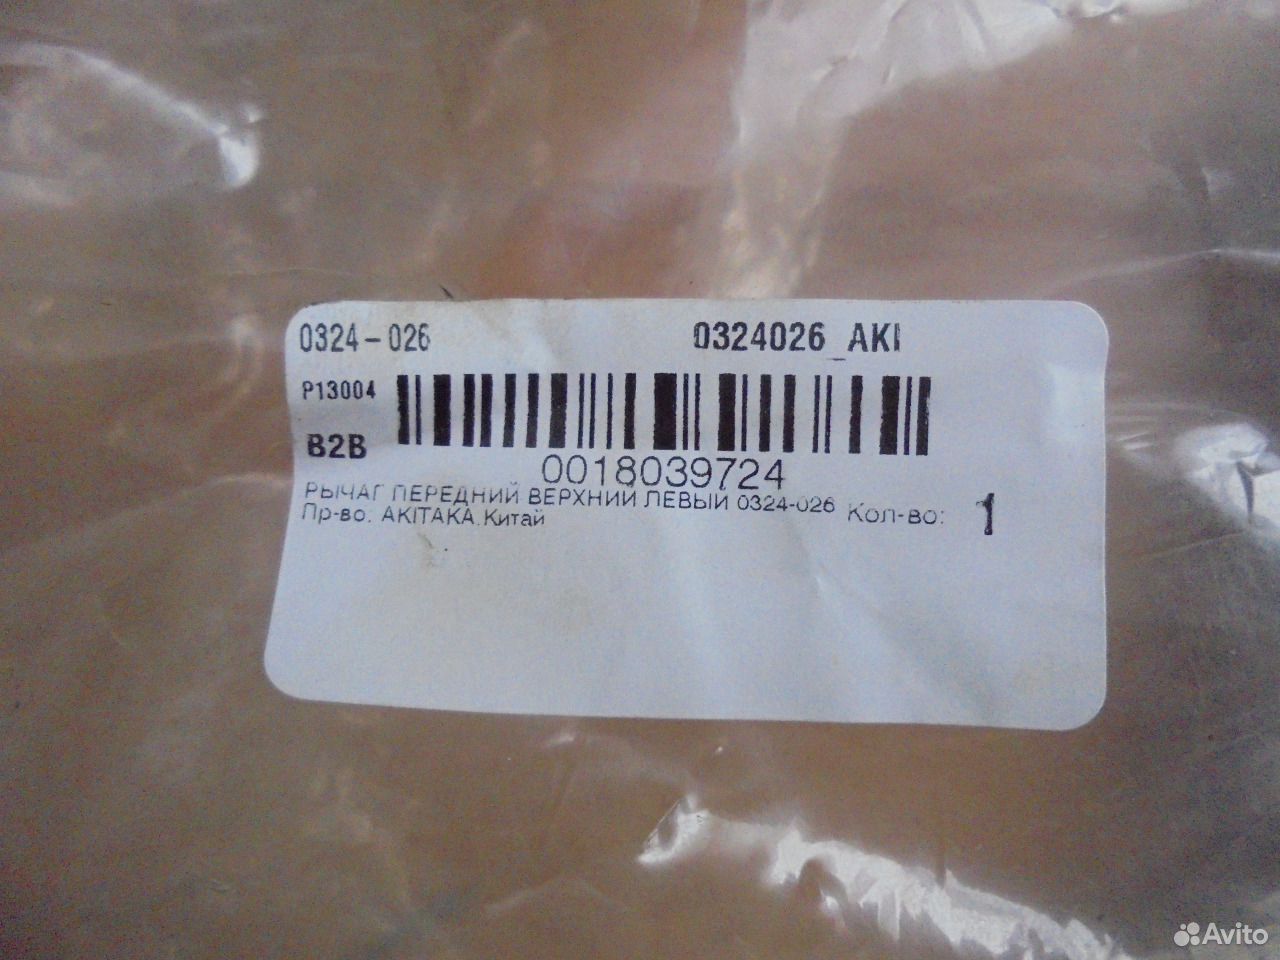 0324-026 0324026_AKI
P13004
B2B
0018039724
РЫЧАГ ПЕРЕДНИЙ ВЕРХНИЙ ЛЕВЫЙ 0324-026 Кол-во: 1
Пр-во: AKITAKA,Китай
Avito